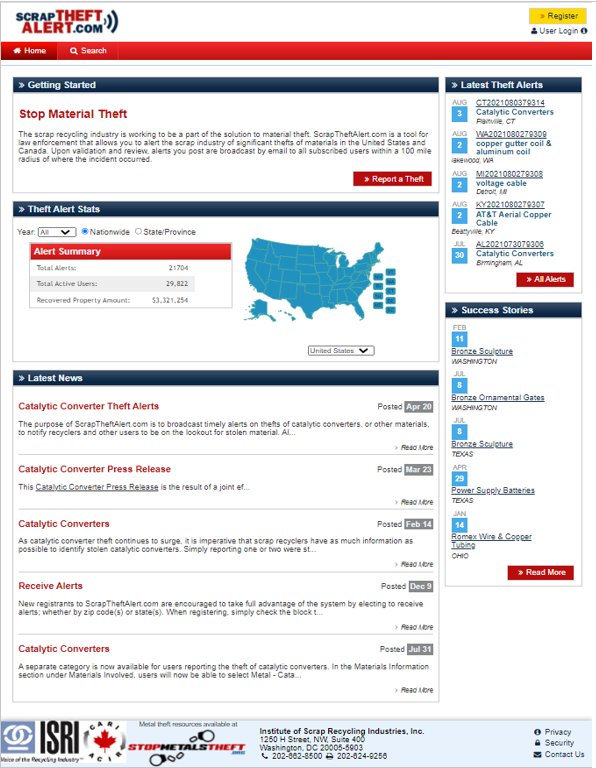 SCRAPTHEFT
ALERT.COM
» Register
User Login
Home
Search
» Getting Started
Stop Material Theft
The scrap recycling industry is working to be a part of the solution to material theft. ScrapTheftAlert.com is a tool for
law enforcement that allows you to alert the scrap industry of significant thefts of materials in the United States and
Canada. Upon validation and review, alerts you post are broadcast by email to all subscribed users within a 100 mile
radius of where the incident occurred.
» Report a Theft
» Theft Alert Stats
Year: All Nationwide State/Province
Alert Summary
Total Alerts: 21704
Total Active Users: 29,822
Recovered Property Amount: $3,321,254
United States
» Latest News
Catalytic Converter Theft Alerts
Posted Apr 20
The purpose of ScrapTheftAlert.com is to broadcast timely alerts on thefts of catalytic converters, or other materials,
to notify recyclers and other users to be on the lookout for stolen material. Al...
» Read More
Catalytic Converter Press Release
Posted Mar 23
This Catalytic Converter Press Release is the result of a joint ef...
» Read More
Catalytic Converters
Posted Feb 14
As catalytic converter theft continues to surge, it is imperative that scrap recyclers have as much information as
possible to identify stolen catalytic converters. Simply reporting one or two were st...
» Read More
Receive Alerts
Posted Dec 9
New registrants to ScrapTheftAlert.com are encouraged to take full advantage of the system by electing to receive
alerts; whether by zip code(s) or state(s). When registering, simply check the block t...
» Read More
Catalytic Converters
Posted Jul 31
A separate category is now available for users reporting the theft of catalytic converters. In the Materials Information
section under Materials Involved, users will now be able to select Metal - Cata...
» Read More
» Latest Theft Alerts
AUG
3
CT2021080379314
Catalytic Converters
Plainville, CT
AUG
2
WA2021080279309
copper gutter coil &
aluminum coil
lakewood, WA
AUG
2
MI2021080279308
voltage cable
Detroit, MI
AUG
2
KY2021080279307
AT&T Aerial Copper
Cable
Beattyville, KY
JUL
30
AL2021073079306
Catalytic Converters
Birmingham, AL
» All Alerts
» Success Stories
FEB
11
Bronze Sculpture
WASHINGTON
JUL
8
Bronze Ornamental Gates
WASHINGTON
JUL
8
Bronze Sculpture
TEXAS
APR
29
Power Supply Batteries
TEXAS
JAN
14
Romex Wire & Copper
Tubing
OHIO
» Read More
ISRI
Voice of the Recycling Industry™
CARI
ACIR
Metal theft resources available at
STOPMETALSTHEFT
.ORG
Institute of Scrap Recycling Industries, Inc.
1250 H Street, NW, Suite 400
Washington, DC 20005-5903
202-662-8500 202-624-9256
Privacy
Security
Contact Us